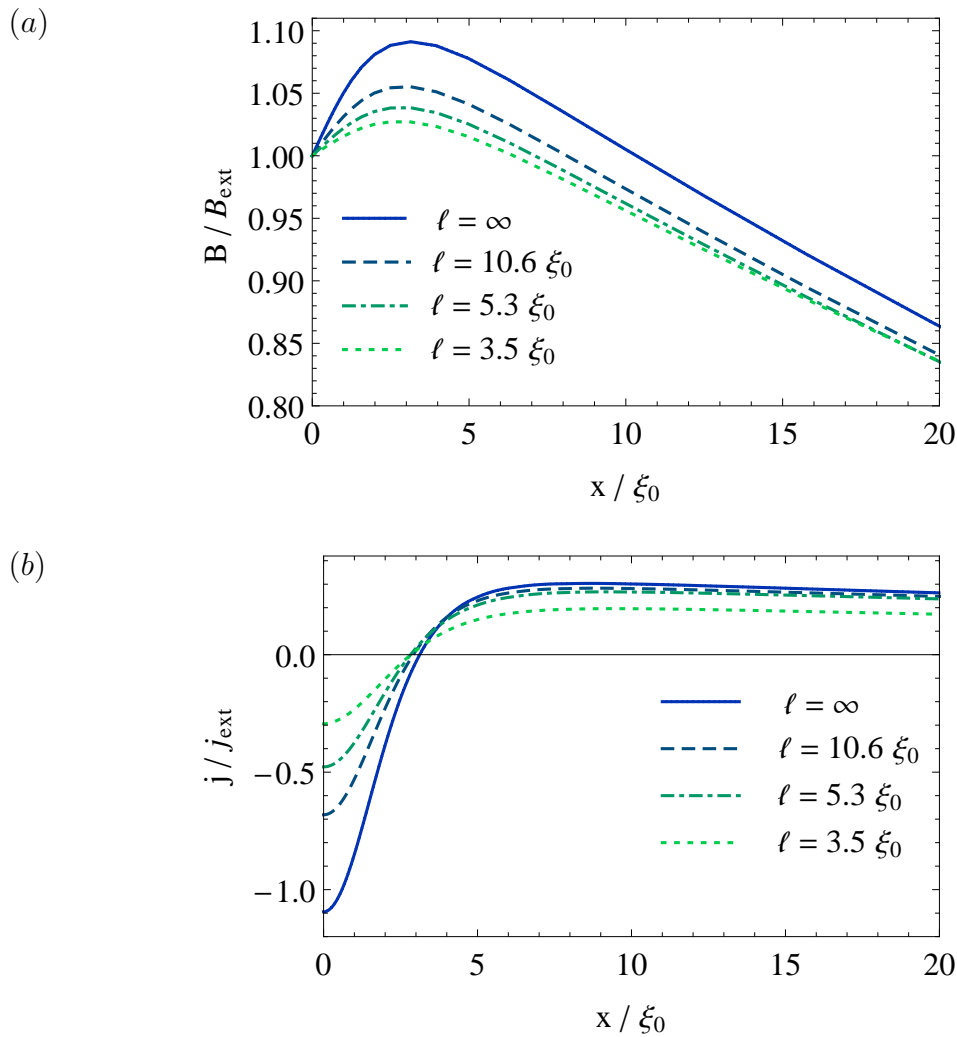 (a)
1.10
1.05
1.00
0.95
0.90
0.85
0.80
B / B_ext
ℓ = ∞
ℓ = 10.6 ξ₀
ℓ = 5.3 ξ₀
ℓ = 3.5 ξ₀
0 5 10 15 20
x / ξ₀
(b)
0.0
−0.5
−1.0
j / j_ext
ℓ = ∞
ℓ = 10.6 ξ₀
ℓ = 5.3 ξ₀
ℓ = 3.5 ξ₀
0 5 10 15 20
x / ξ₀